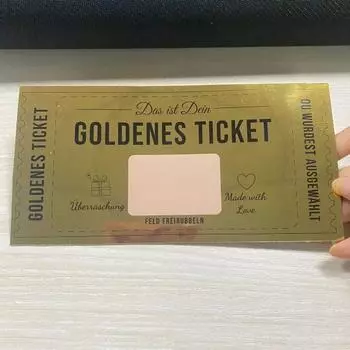 GOLDENES TICKET
Das ist Dein
GOLDENES TICKET
Überraschung
Made with
Love
FELD FREIRUBBELN
DU WURDEST AUSGEWÄHLT